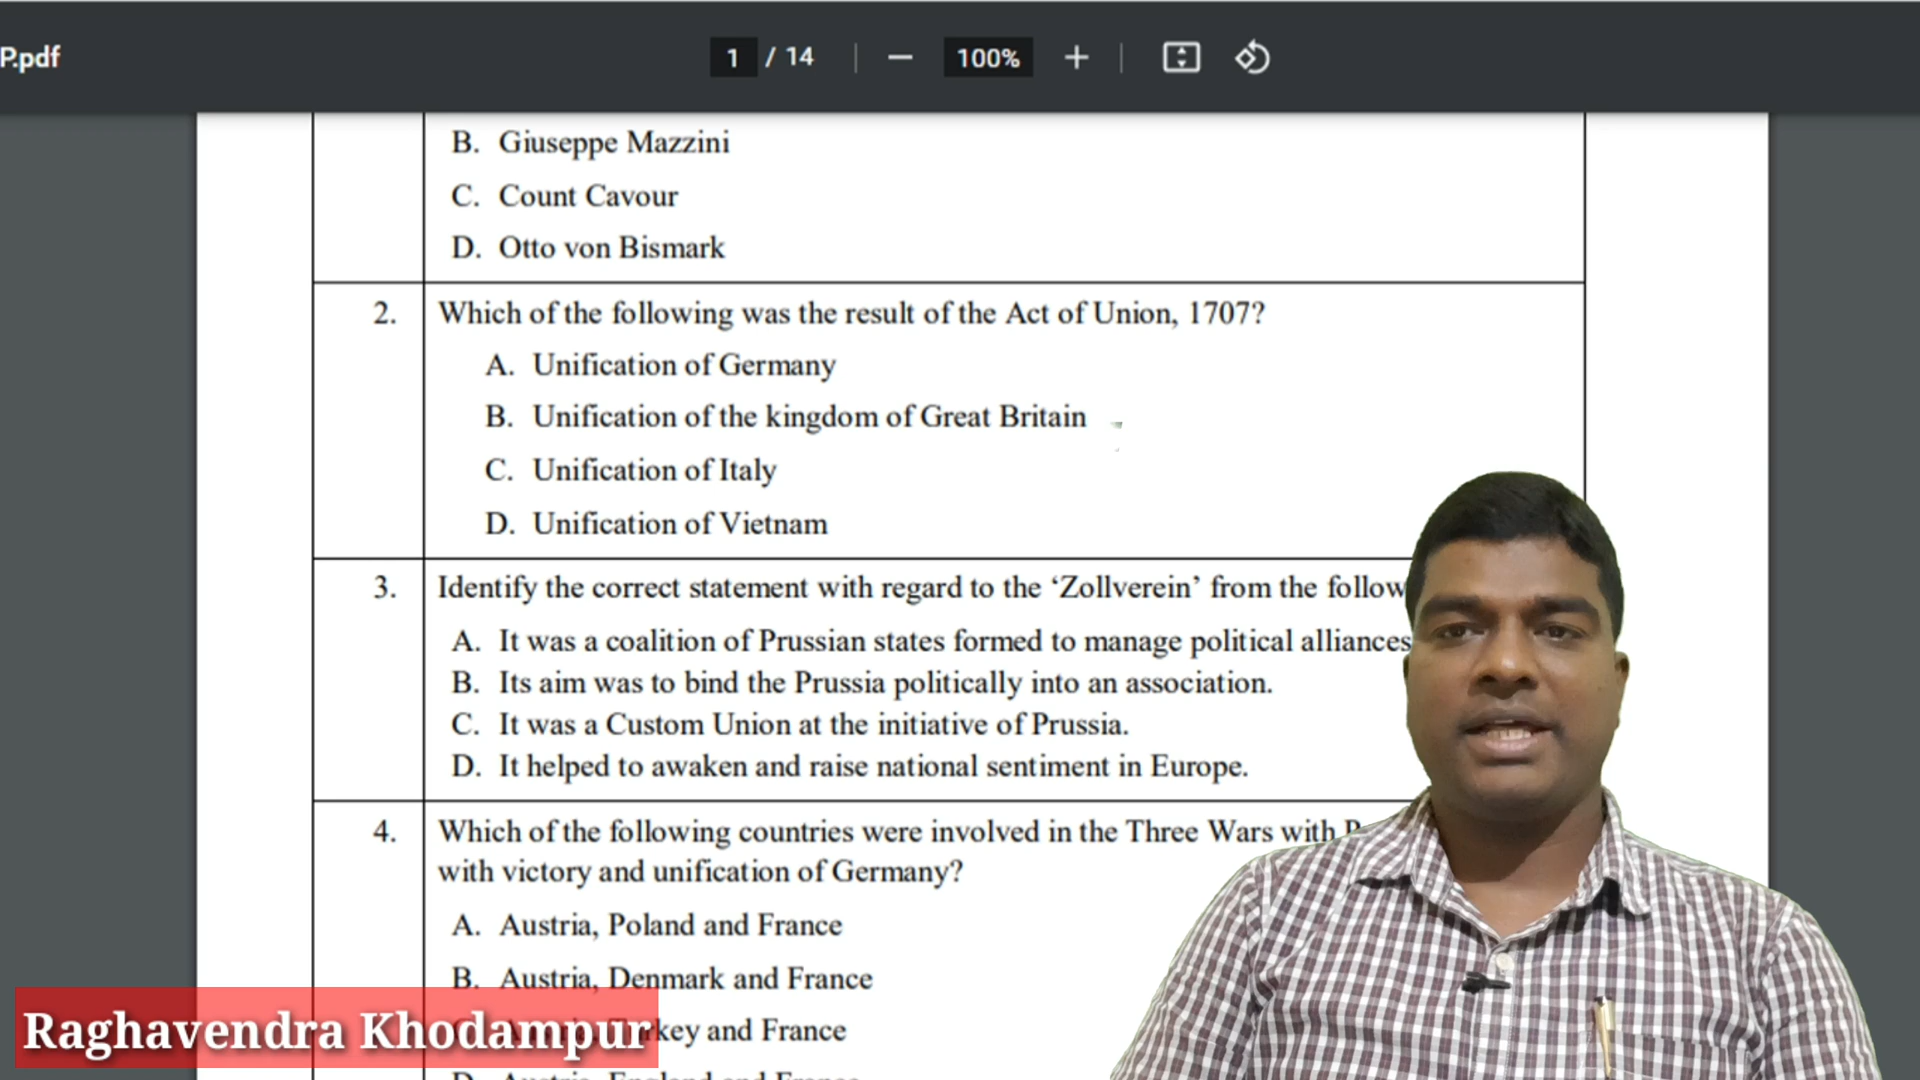 P.pdf
1 / 14
100%
B. Giuseppe Mazzini
C. Count Cavour
D. Otto von Bismark
2. Which of the following was the result of the Act of Union, 1707?
A. Unification of Germany
B. Unification of the kingdom of Great Britain
C. Unification of Italy
D. Unification of Vietnam
3. Identify the correct statement with regard to the ‘Zollverein’ from the follow
A. It was a coalition of Prussian states formed to manage political alliances
B. Its aim was to bind the Prussia politically into an association.
C. It was a Custom Union at the initiative of Prussia.
D. It helped to awaken and raise national sentiment in Europe.
4. Which of the following countries were involved in the Three Wars with
with victory and unification of Germany?
A. Austria, Poland and France
B. Austria, Denmark and France
and France
D. Austria, England and France
Raghavendra Khodampur